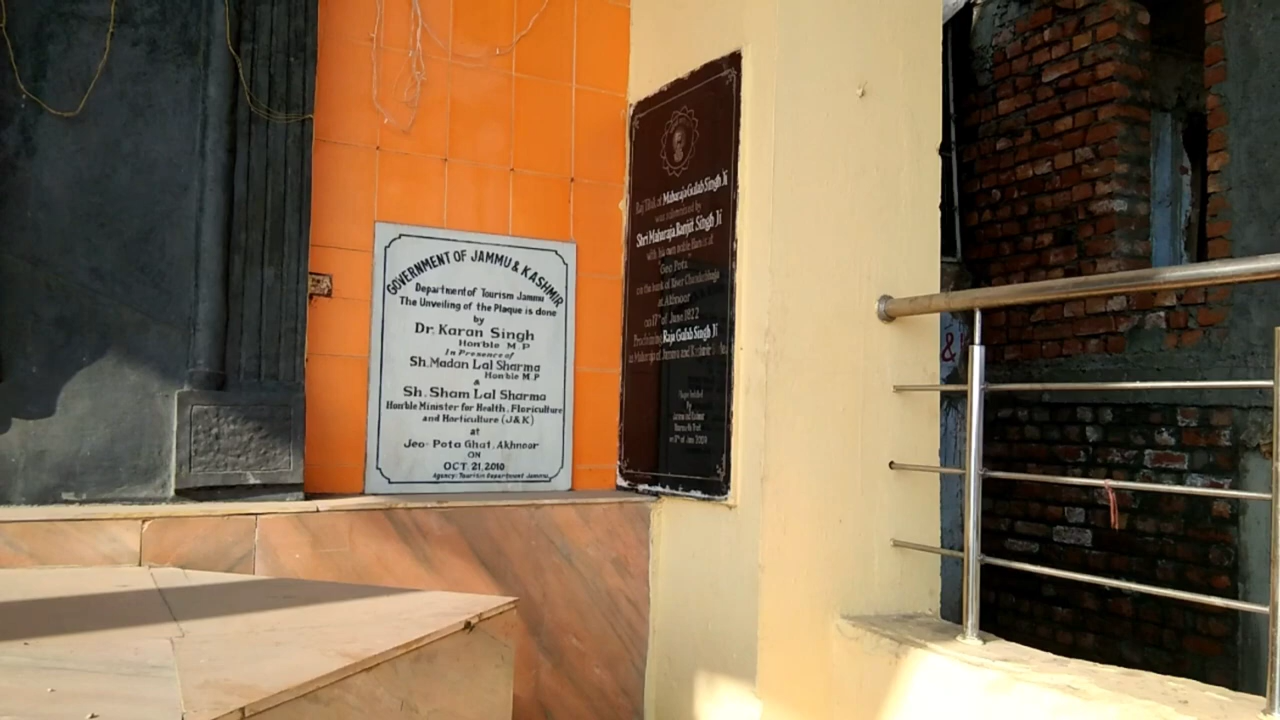 GOVERNMENT OF JAMMU & KASHMIR
Department of Tourism Jammu
The Unveiling of the Plaque is done
by
Dr. Karan Singh
Hon'ble M.P
In Presence of
Sh. Madan Lal Sharma
Hon'ble M.P
&
Sh. Sham Lal Sharma
Hon'ble Minister for Health, Floriculture
and Horticulture (J&K)
at
Jeo-Pota Ghat, Akhnoor
ON
OCT. 21, 2010
Agency: Tourism Department Jammu
Raj Tilak of Maharaja Gulab Singh Ji
was
Shri Maharaja Ranjit Singh Ji
with his own noble Hands at
"Geo Pota"
on the bank of River Chandrabhaga
at Akhnoor
on 17th of June 1822
Raja Gulab Singh Ji
as Maharaja of Jammu and Kashmir
By
&